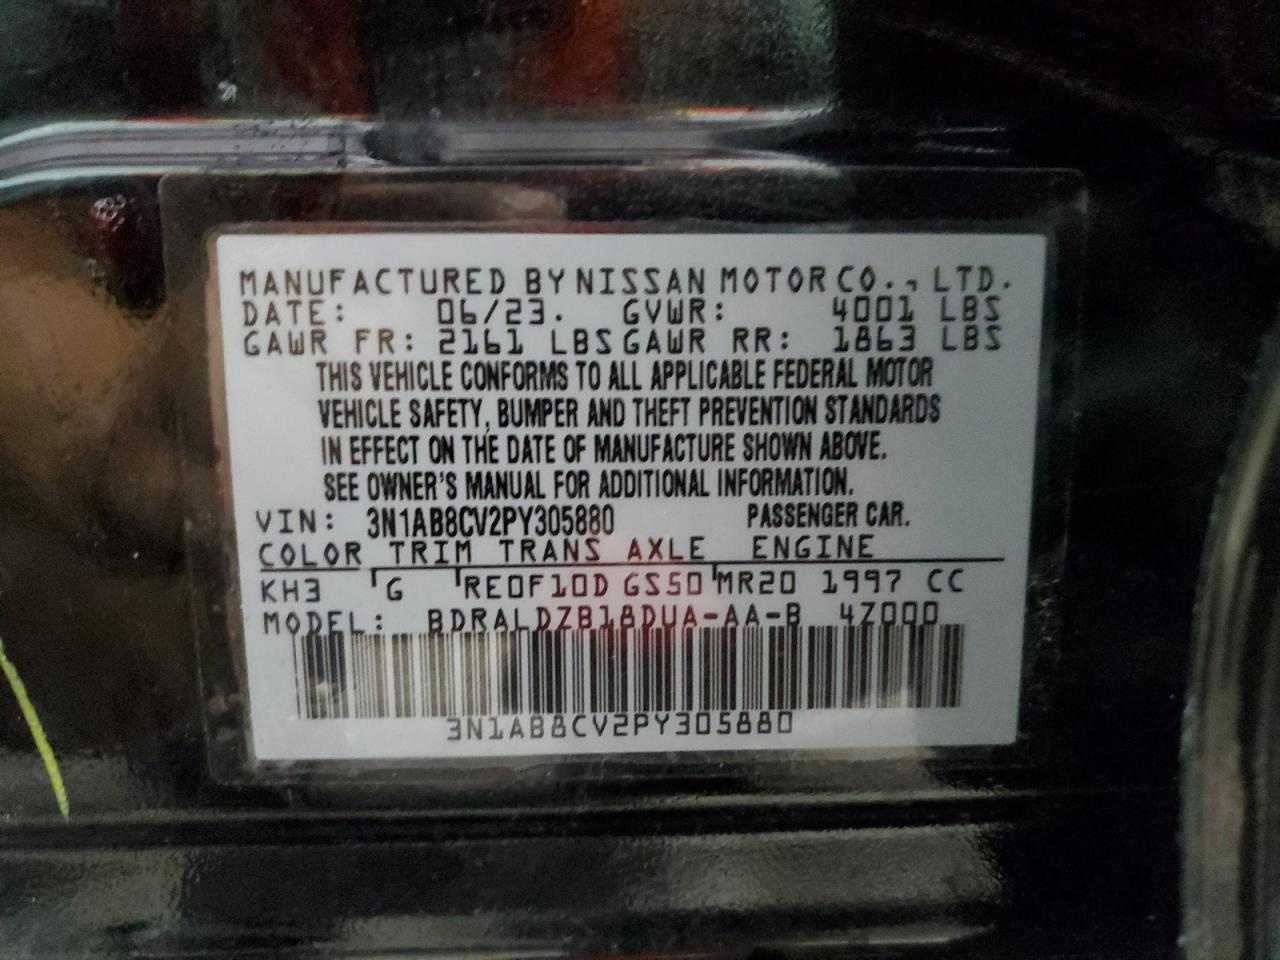 MANUFACTURED BY NISSAN MOTOR CO., LTD.
DATE: 06/23. GVWR: 4001 LBS
GAWR FR: 2161 LBS GAWR RR: 1863 LBS
THIS VEHICLE CONFORMS TO ALL APPLICABLE FEDERAL MOTOR
VEHICLE SAFETY, BUMPER AND THEFT PREVENTION STANDARDS
IN EFFECT ON THE DATE OF MANUFACTURE SHOWN ABOVE.
SEE OWNER'S MANUAL FOR ADDITIONAL INFORMATION.
VIN: 3N1AB8CV2PY305880 PASSENGER CAR.
COLOR TRIM TRANS AXLE ENGINE
KH3 G RE0F10D GS50 MR20 1997 CC
MODEL: BDRALDZB18DUA-AA-B 4Z000
3N1AB8CV2PY305880